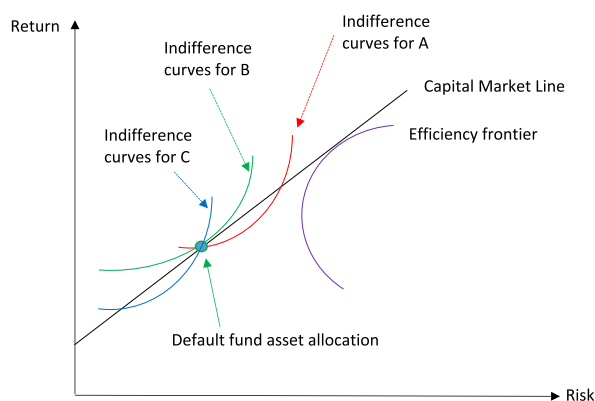 Return
Indifference
curves for A
Indifference
curves for B
Capital Market Line
Efficiency frontier
Indifference
curves for C
Default fund asset allocation
Risk